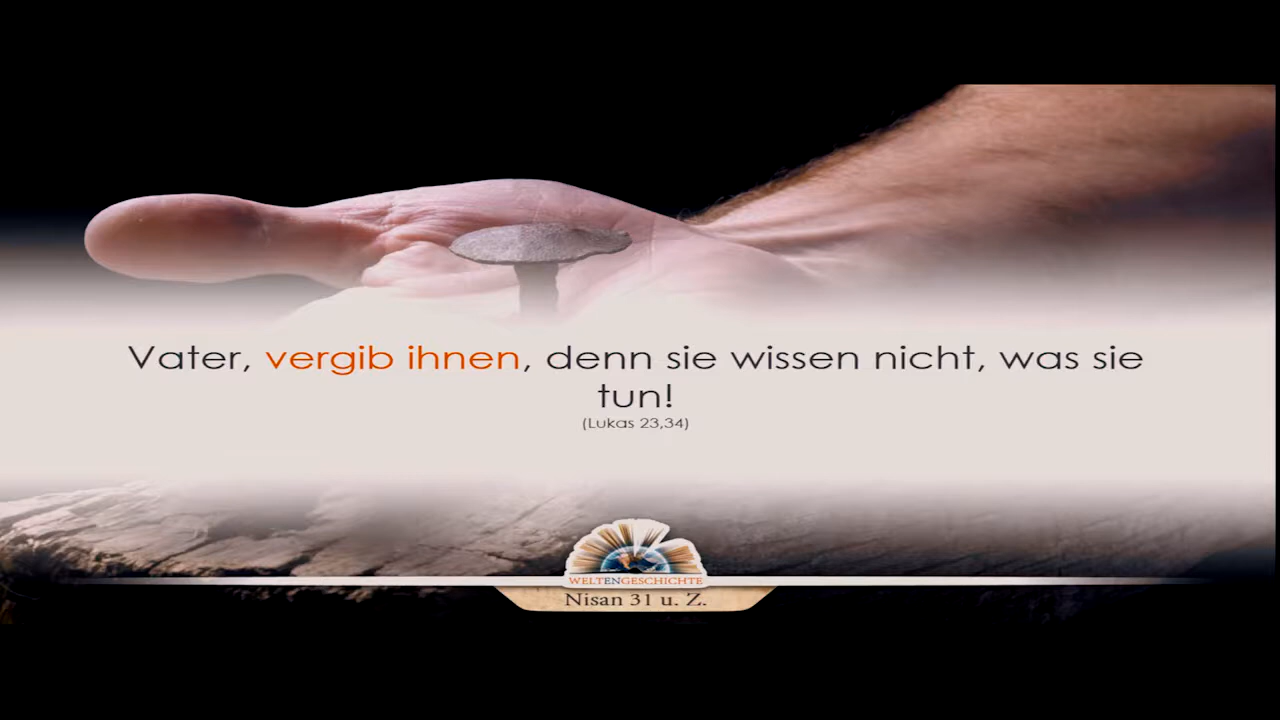 Vater, vergib ihnen, denn sie wissen nicht, was sie
tun!
(Lukas 23,34)
WELTENGESCHICHTE
Nisan 31 u. Z.